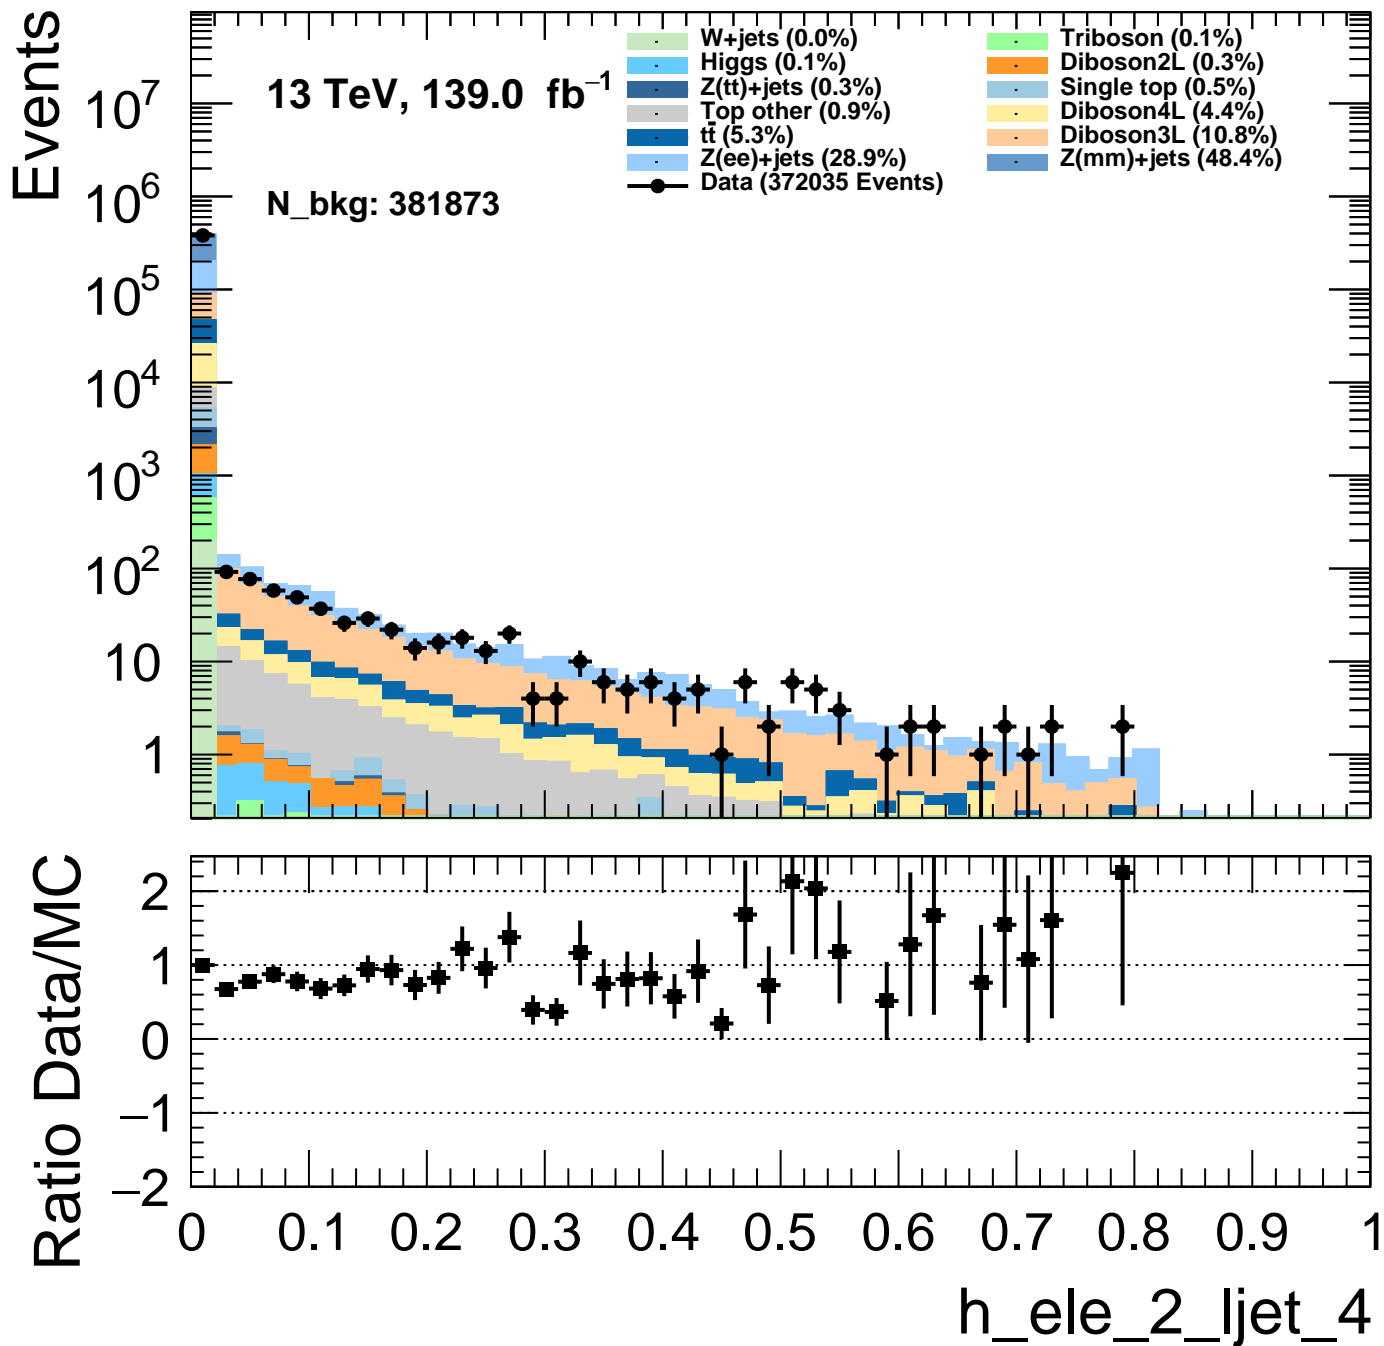 Events
13 TeV, 139.0 fb⁻¹
N_bkg: 381873
W+jets (0.0%)
Higgs (0.1%)
Z(tt)+jets (0.3%)
Top other (0.9%)
tt̄ (5.3%)
Z(ee)+jets (28.9%)
Data (372035 Events)
Triboson (0.1%)
Diboson2L (0.3%)
Single top (0.5%)
Diboson4L (4.4%)
Diboson3L (10.8%)
Z(mm)+jets (48.4%)
10⁷
10⁶
10⁵
10⁴
10³
10²
10
1
Ratio Data/MC
2
1
0
−1
−2
0 0.1 0.2 0.3 0.4 0.5 0.6 0.7 0.8 0.9 1
h_ele_2_ljet_4